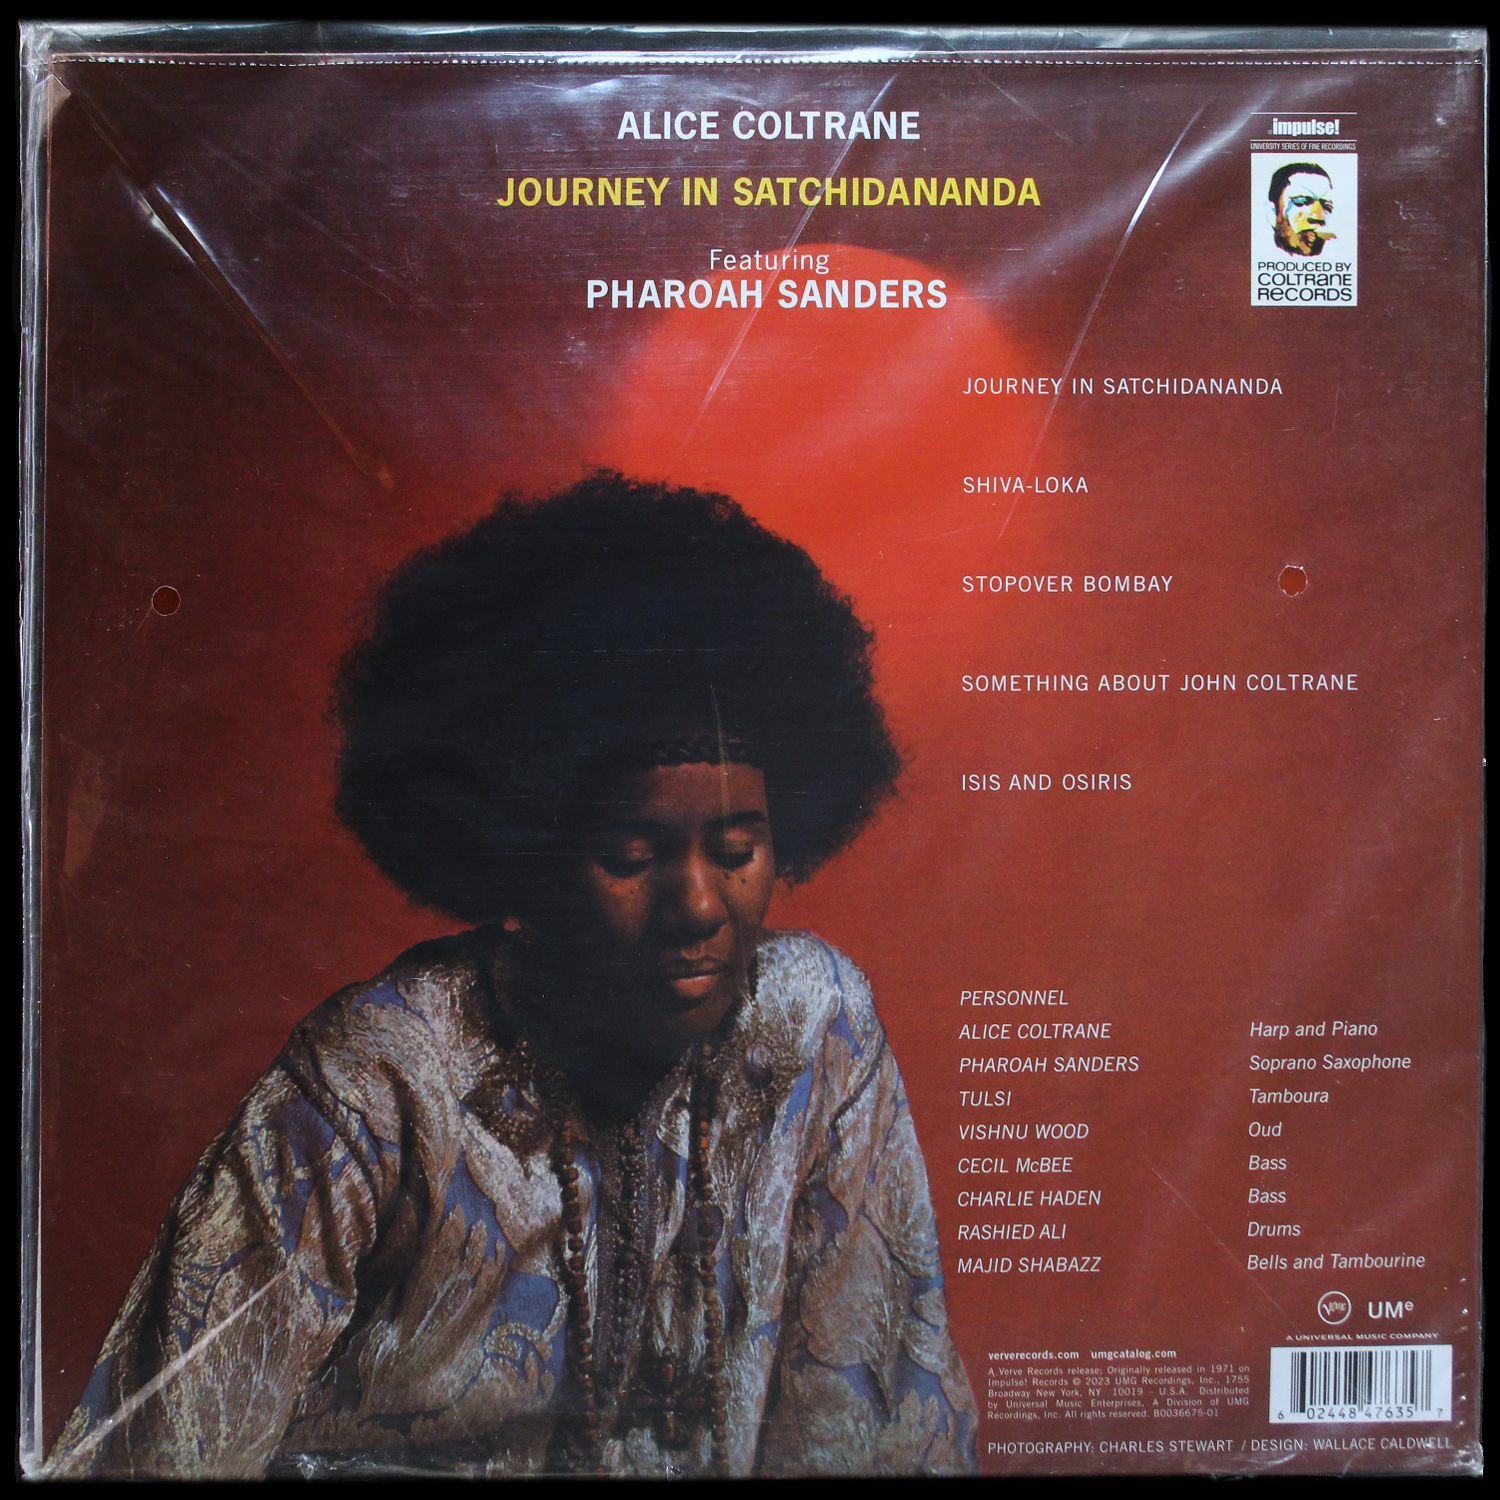 ALICE COLTRANE
JOURNEY IN SATCHIDANANDA
Featuring
PHAROAH SANDERS
impulse!
UNIVERSITY SERIES OF FINE RECORDINGS
PRODUCED BY
COLTRANE
RECORDS
JOURNEY IN SATCHIDANANDA
SHIVA-LOKA
STOPOVER BOMBAY
SOMETHING ABOUT JOHN COLTRANE
ISIS AND OSIRIS
PERSONNEL
ALICE COLTRANE Harp and Piano
PHAROAH SANDERS Soprano Saxophone
TULSI Tamboura
VISHNU WOOD Oud
CECIL McBEE Bass
CHARLIE HADEN Bass
RASHIED ALI Drums
MAJID SHABAZZ Bells and Tambourine
Verve UMe
A UNIVERSAL MUSIC COMPANY
ververecords.com umgcatalog.com
A Verve Records release; Originally released in 1971 on
Impulse! Records © 2023 UMG Recordings, Inc., 1755
Broadway New York, NY 10019 – U.S.A. Distributed
by Universal Music Enterprises, A Division of UMG
Recordings, Inc. All rights reserved. B0036675-01
6 02448 47635 7
PHOTOGRAPHY: CHARLES STEWART / DESIGN: WALLACE CALDWELL